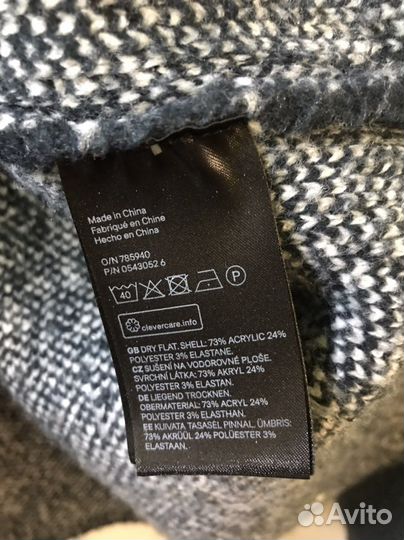 Made in China
Fabriqué en Chine
Hecho en China
O/N 785940
P/N 0543052 6
40
P
clevercare.info
GB DRY FLAT. SHELL: 73% ACRYLIC 24%
POLYESTER 3% ELASTANE.
CZ SUŠENÍ NA VODOROVNÉ PLOŠE.
SVRCHNÍ LÁTKA: 73% AKRYL 24%
POLYESTER 3% ELASTAN.
DE LIEGEND TROCKNEN.
OBERMATERIAL: 73% ACRYL 24%
POLYESTER 3% ELASTHAN.
EE KUIVATA TASASEL PINNAL. ÜMBRIS:
73% AKRÜÜL 24% POLÜESTER 3%
ELASTAAN.
Avito